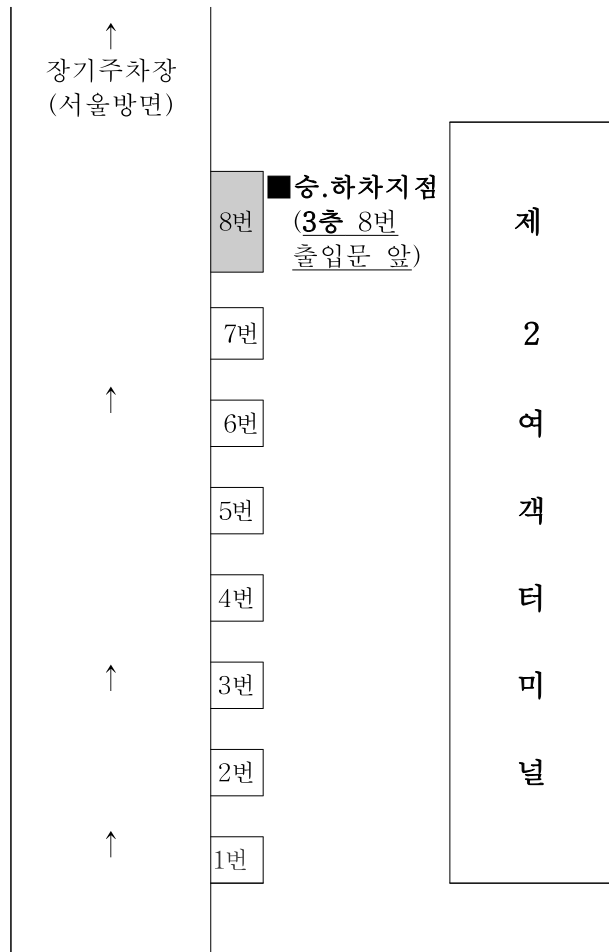 ↑
장기주차장
(서울방면)
■승.하차지점
8번
(3층 8번
출입문 앞)
제
7번
2
↑
6번
여
5번
객
4번
터
↑
3번
미
2번
널
↑
1번